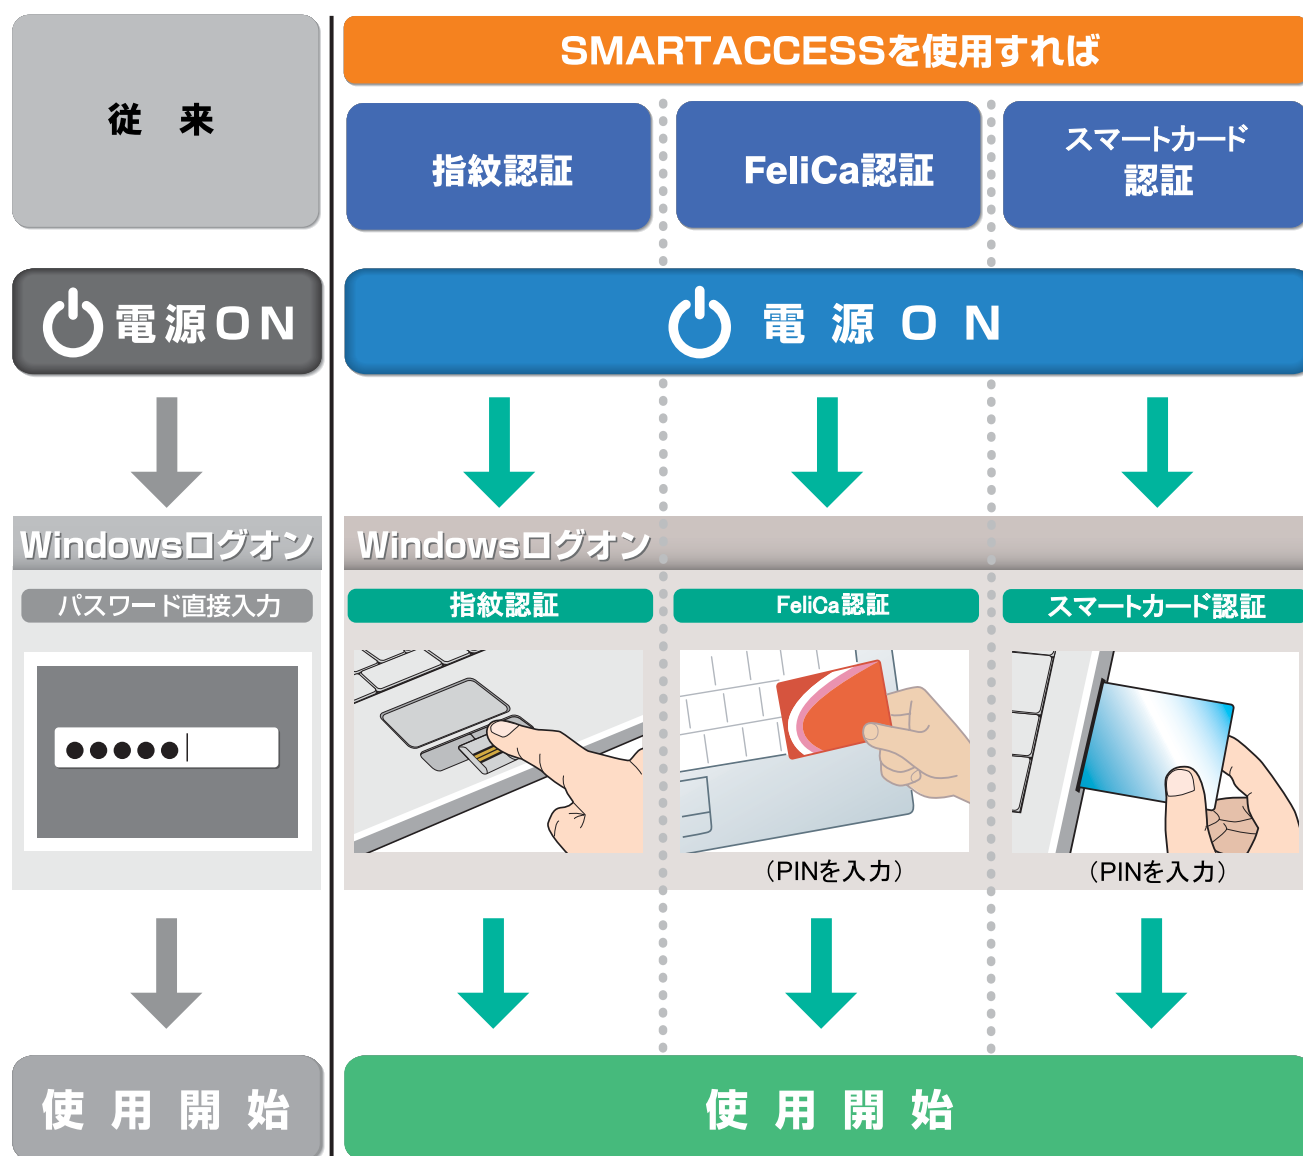 従 来
SMARTACCESSを使用すれば
指紋認証
FeliCa認証
スマートカード
認証
電源ON
電源ON
Windowsログオン
Windowsログオン
パスワード直接入力
指紋認証
FeliCa認証
スマートカード認証
(PINを入力)
(PINを入力)
使用開始
使用開始